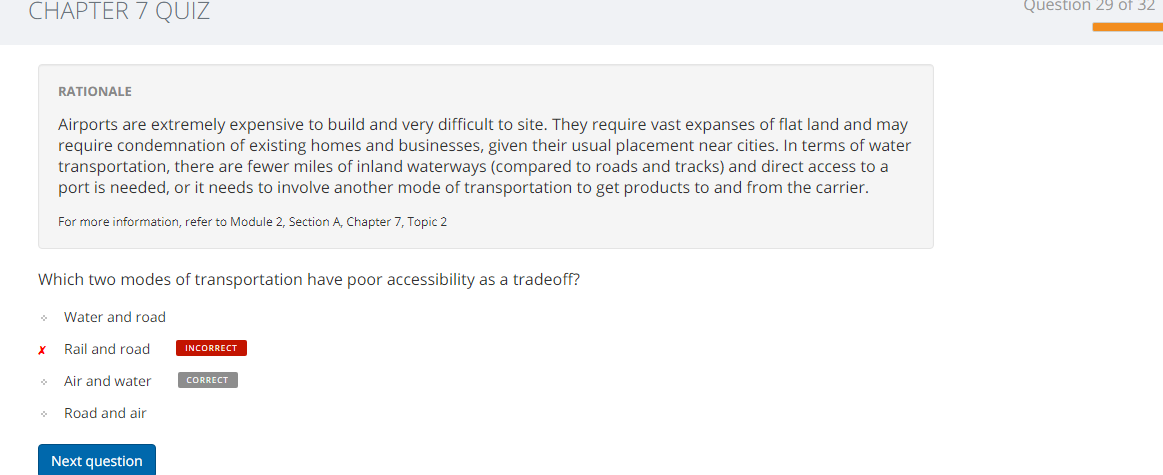 CHAPTER 7 QUIZ
Question 29 of 32
RATIONALE
Airports are extremely expensive to build and very difficult to site. They require vast expanses of flat land and may
require condemnation of existing homes and businesses, given their usual placement near cities. In terms of water
transportation, there are fewer miles of inland waterways (compared to roads and tracks) and direct access to a
port is needed, or it needs to involve another mode of transportation to get products to and from the carrier.
For more information, refer to Module 2, Section A, Chapter 7, Topic 2
Which two modes of transportation have poor accessibility as a tradeoff?
Water and road
✗ Rail and road INCORRECT
Air and water CORRECT
Road and air
Next question